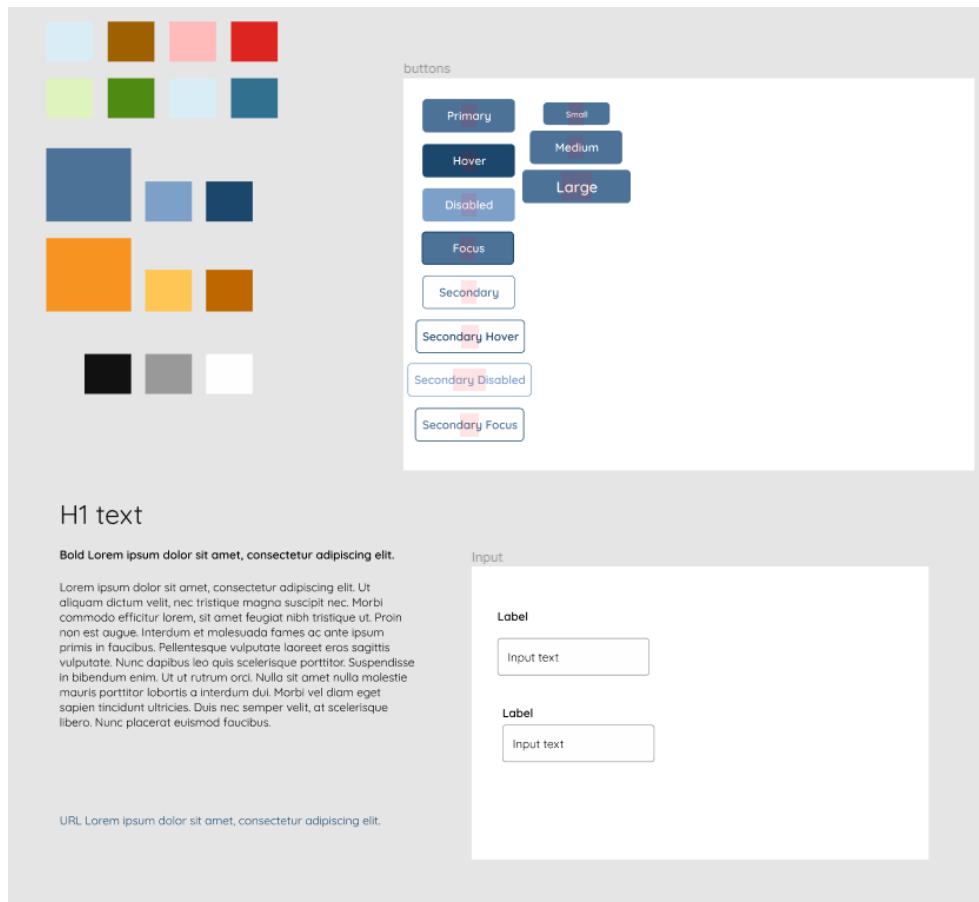 buttons
Primary
Small
Hover
Medium
Large
Disabled
Focus
Secondary
Secondary Hover
Secondary Disabled
Secondary Focus
H1 text
Bold Lorem ipsum dolor sit amet, consectetur adipiscing elit.
Lorem ipsum dolor sit amet, consectetur adipiscing elit. Ut
aliquam dictum velit, nec tristique magna suscipit nec. Morbi
commodo efficitur lorem, sit amet feugiat nibh tristique ut. Proin
non est augue. Interdum et malesuada fames ac ante ipsum
primis in faucibus. Pellentesque vulputate laoreet eros sagittis
vulputate. Nunc dapibus leo quis scelerisque porttitor. Suspendisse
in bibendum enim. Ut ut rutrum orci. Nulla sit amet nulla molestie
mauris porttitor lobortis a interdum dui. Morbi vel diam eget
sapien tincidunt ultricies. Duis nec semper velit, at scelerisque
libero. Nunc placerat euismod faucibus.
URL Lorem ipsum dolor sit amet, consectetur adipiscing elit.
Input
Label
Input text
Label
Input text